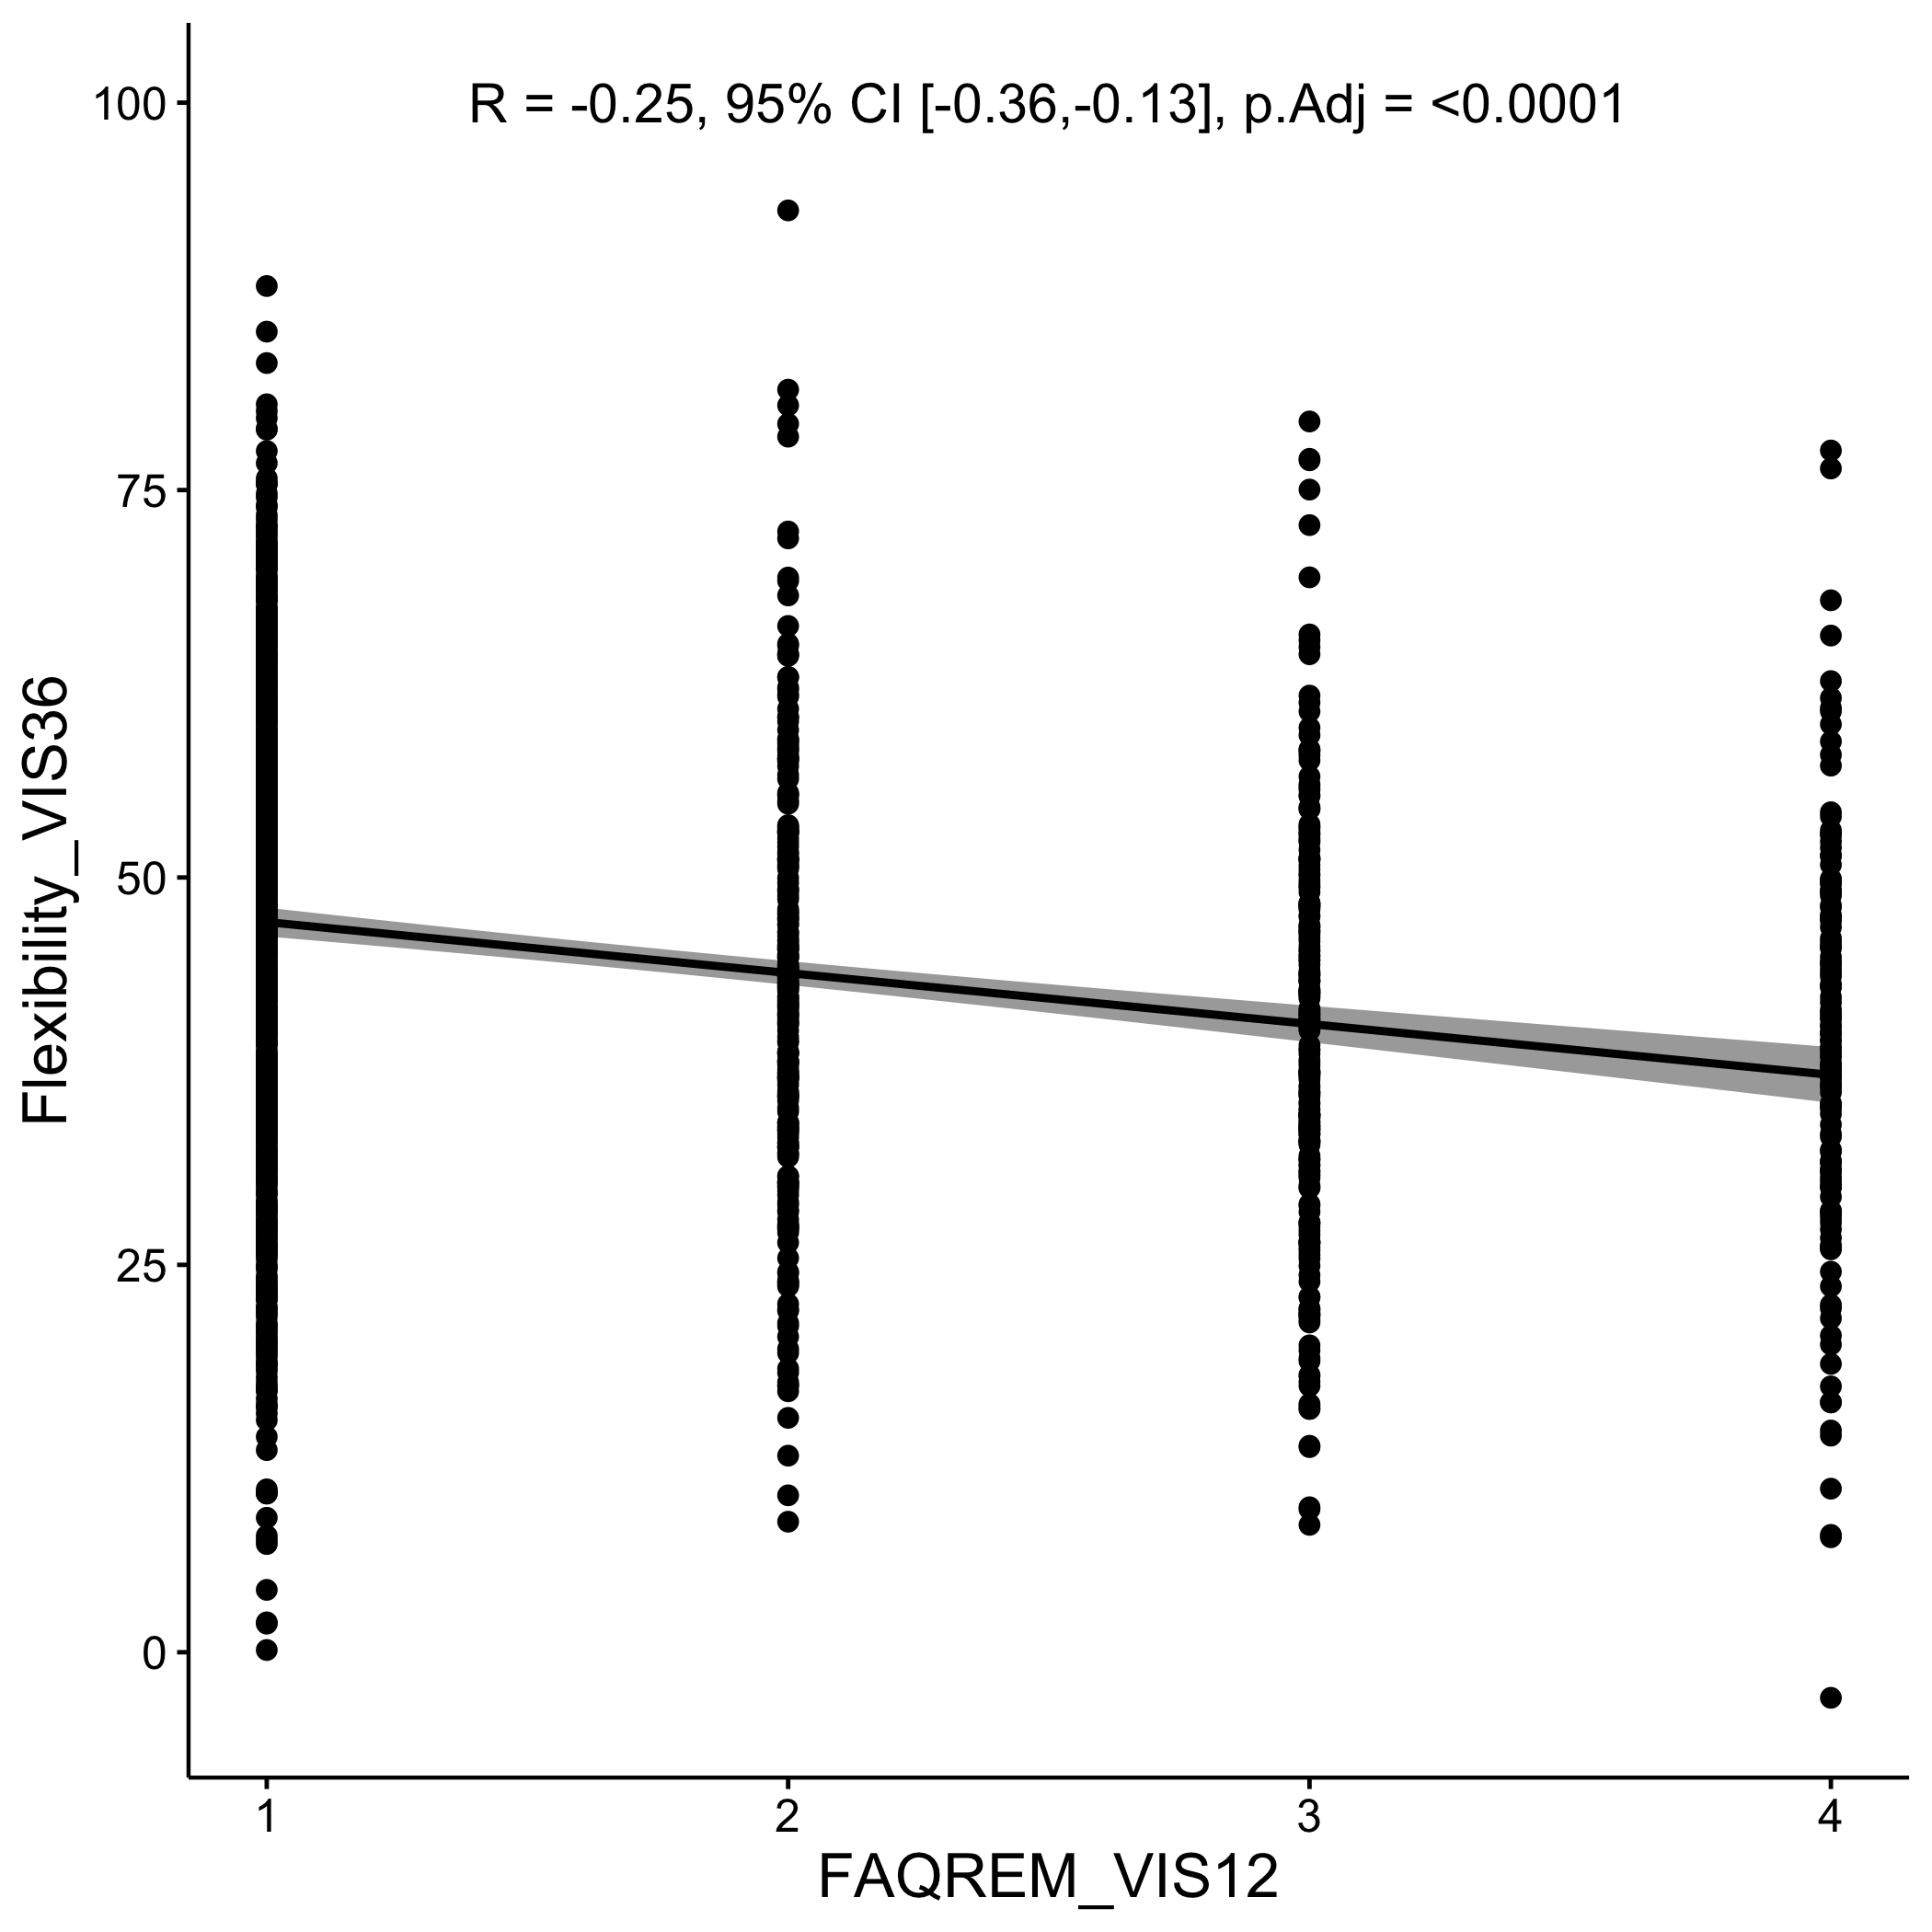 R = -0.25, 95% CI [-0.36,-0.13], p.Adj = <0.0001
100
75
50
25
0
Flexibility_VIS36
1 2 3 4
FAQREM_VIS12